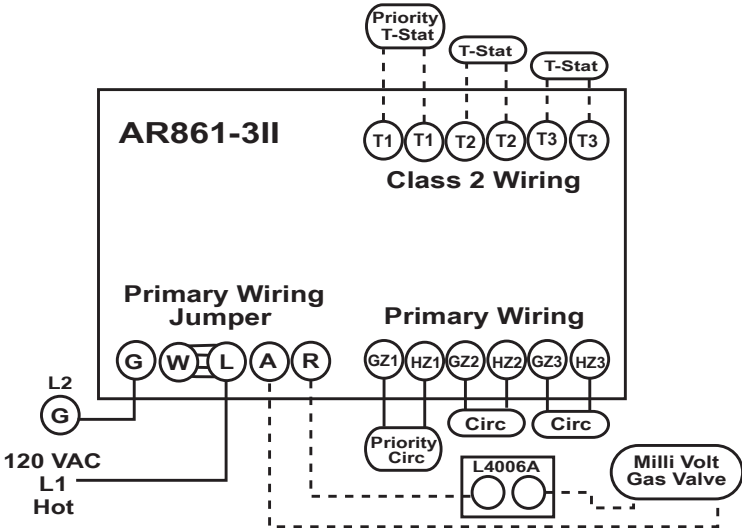 Priority
T-Stat
T-Stat
T-Stat
AR861-3II
T1 T1 T2 T2 T3 T3
Class 2 Wiring
Primary Wiring
Jumper
Primary Wiring
G W L A R
GZ1 HZ1 GZ2 HZ2 GZ3 HZ3
L2
G
Priority
Circ
Circ
Circ
120 VAC
L1
Hot
L4006A
Milli Volt
Gas Valve